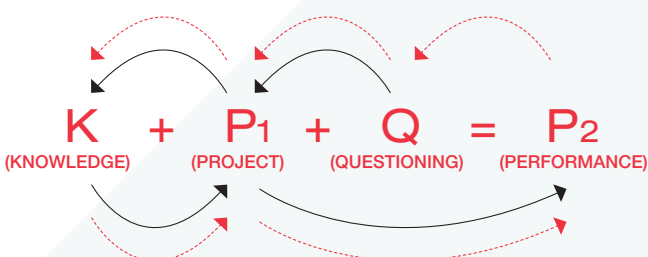 K + P1 + Q = P2
(KNOWLEDGE) (PROJECT) (QUESTIONING) (PERFORMANCE)